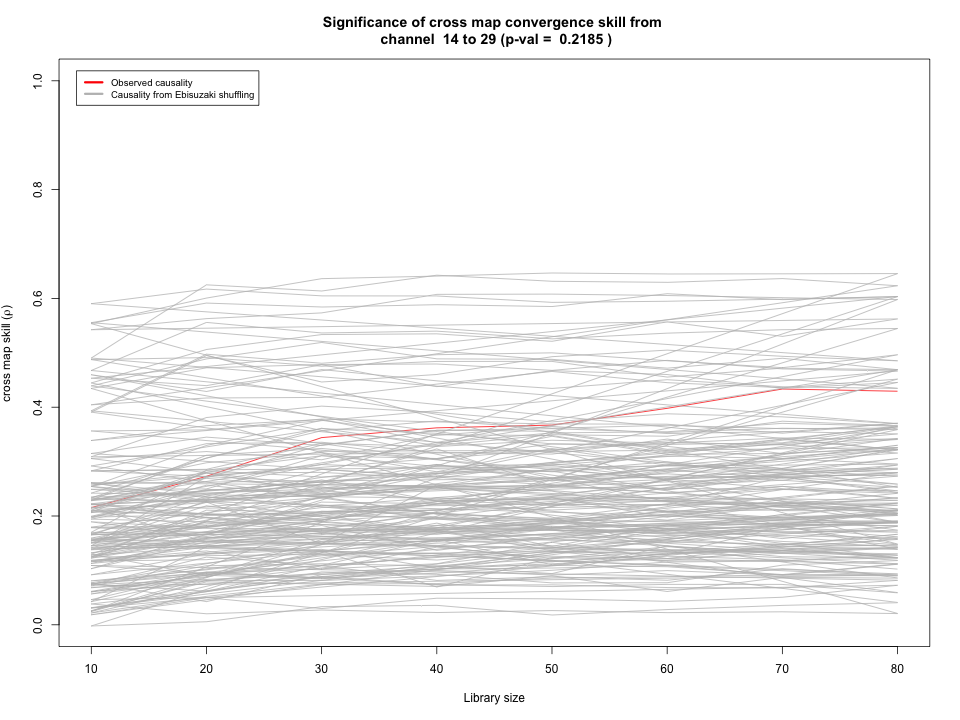 Significance of cross map convergence skill from
channel  14 to 29 (p-val =  0.2185 )
Observed causality
Causality from Ebisuzaki shuffling
1.0
0.8
0.6
0.4
0.2
0.0
cross map skill (ρ)
10 20 30 40 50 60 70 80
Library size